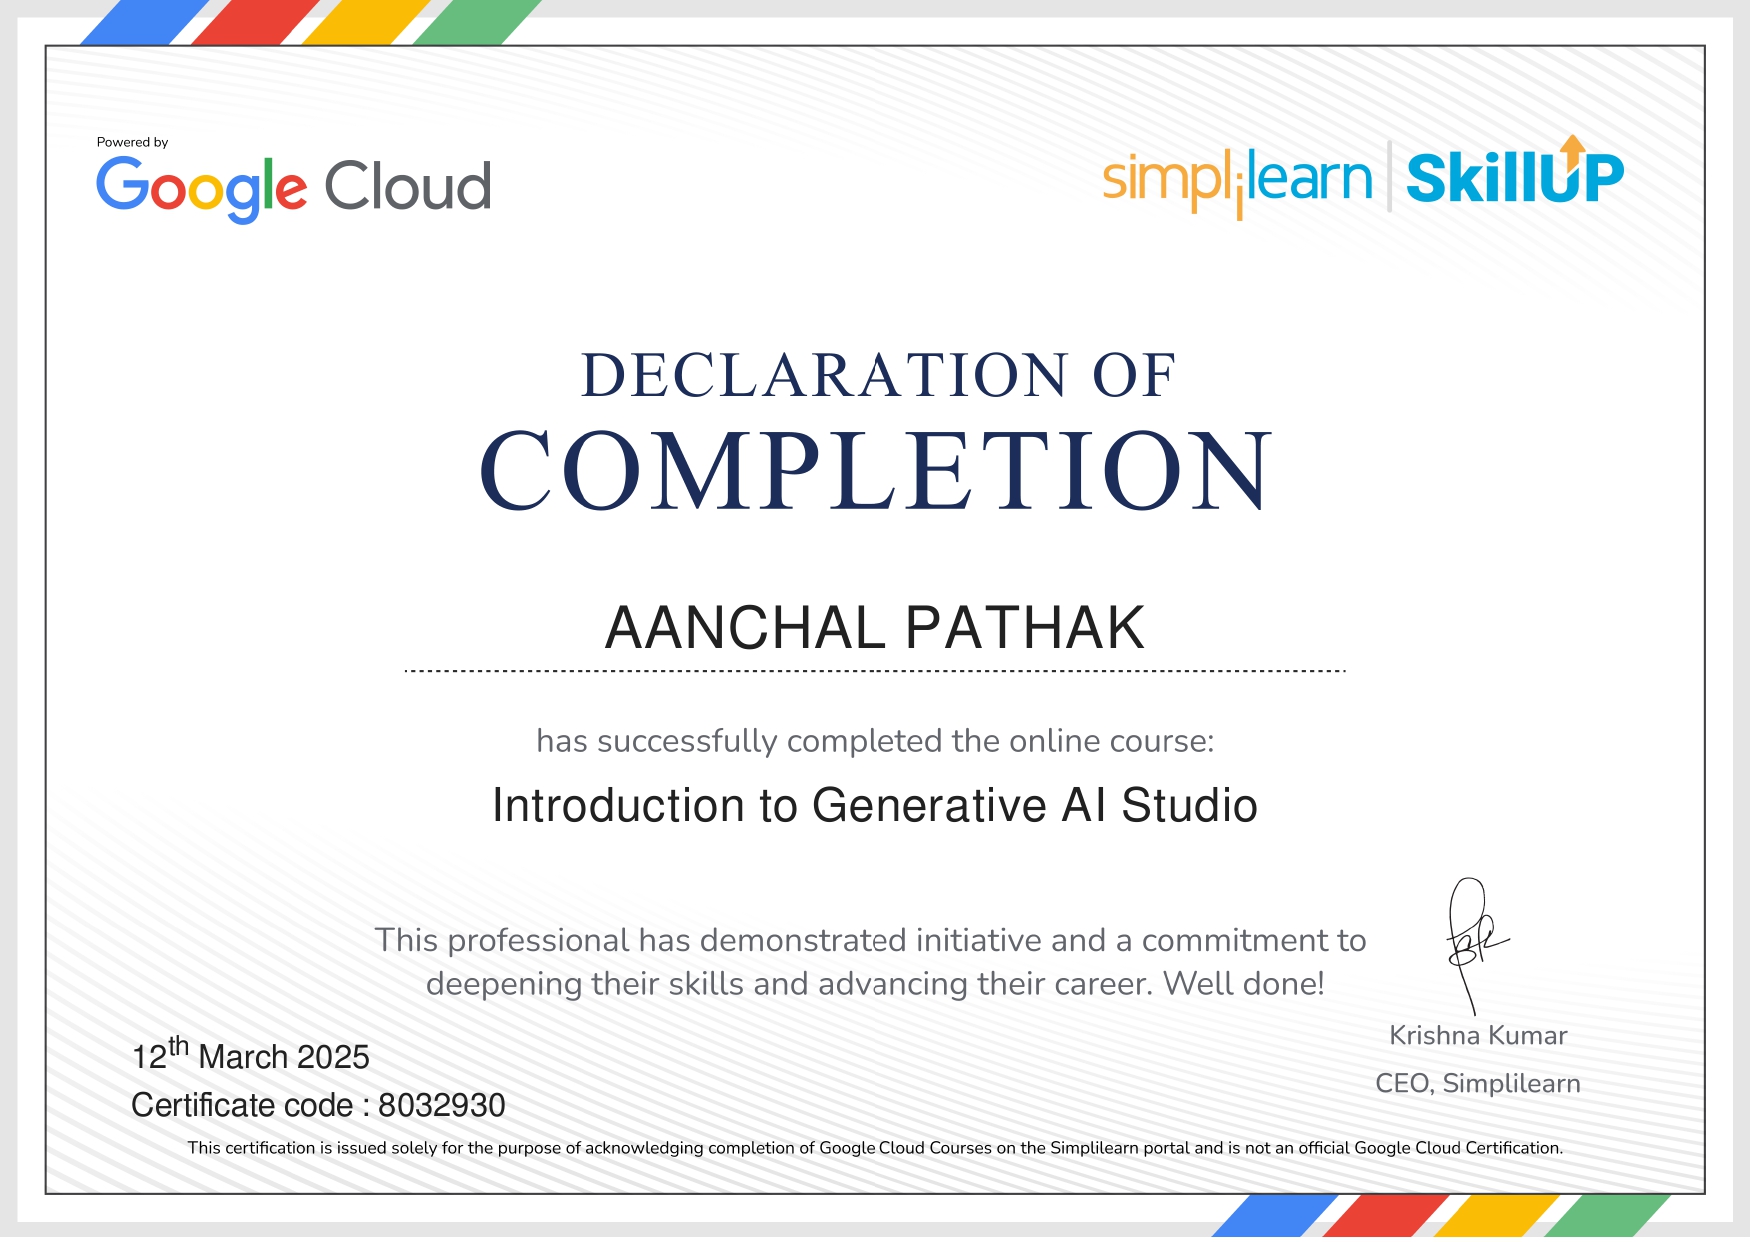 Powered by
Google Cloud
simplilearn | SkillUP
DECLARATION OF
COMPLETION
AANCHAL PATHAK
has successfully completed the online course:
Introduction to Generative AI Studio
This professional has demonstrated initiative and a commitment to
deepening their skills and advancing their career. Well done!
Krishna Kumar
CEO, Simplilearn
12th March 2025
Certificate code : 8032930
This certification is issued solely for the purpose of acknowledging completion of Google Cloud Courses on the Simplilearn portal and is not an official Google Cloud Certification.